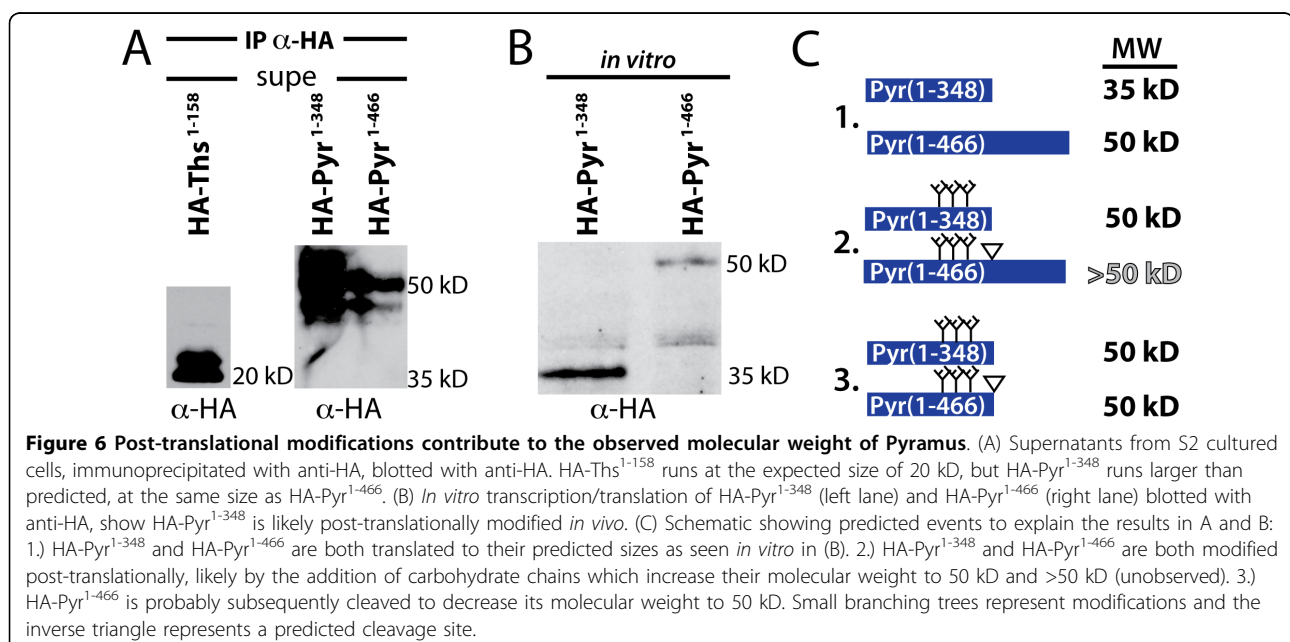 A
IP α-HA
supe
HA-Ths1-158
HA-Pyr1-348
HA-Pyr1-466
20 kD
50 kD
35 kD
α-HA
α-HA
B
in vitro
HA-Pyr1-348
HA-Pyr1-466
50 kD
35 kD
α-HA
C
MW
1.
Pyr(1-348)
35 kD
Pyr(1-466)
50 kD
2.
Pyr(1-348)
50 kD
Pyr(1-466)
>50 kD
3.
Pyr(1-348)
50 kD
Pyr(1-466)
50 kD
Figure 6 Post-translational modifications contribute to the observed molecular weight of Pyramus. (A) Supernatants from S2 cultured
cells, immunoprecipitated with anti-HA, blotted with anti-HA. HA-Ths1-158 runs at the expected size of 20 kD, but HA-Pyr1-348 runs larger than
predicted, at the same size as HA-Pyr1-466. (B) In vitro transcription/translation of HA-Pyr1-348 (left lane) and HA-Pyr1-466 (right lane) blotted with
anti-HA, show HA-Pyr1-348 is likely post-translationally modified in vivo. (C) Schematic showing predicted events to explain the results in A and B:
1.) HA-Pyr1-348 and HA-Pyr1-466 are both translated to their predicted sizes as seen in vitro in (B). 2.) HA-Pyr1-348 and HA-Pyr1-466 are both modified
post-translationally, likely by the addition of carbohydrate chains which increase their molecular weight to 50 kD and >50 kD (unobserved). 3.)
HA-Pyr1-466 is probably subsequently cleaved to decrease its molecular weight to 50 kD. Small branching trees represent modifications and the
inverse triangle represents a predicted cleavage site.